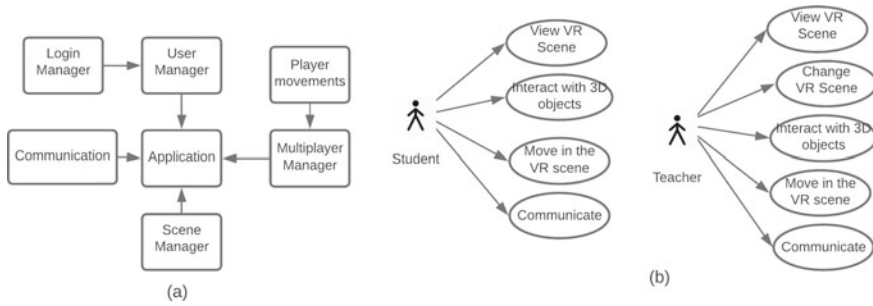 Login
Manager
User
Manager
Player
movements
Communication
Application
Multiplayer
Manager
Scene
Manager
(a)
View VR
Scene
Interact with 3D
objects
Student
Move in the
VR scene
Communicate
View VR
Scene
Change
VR Scene
Interact with 3D
objects
Teacher
Move in the
VR scene
Communicate
(b)